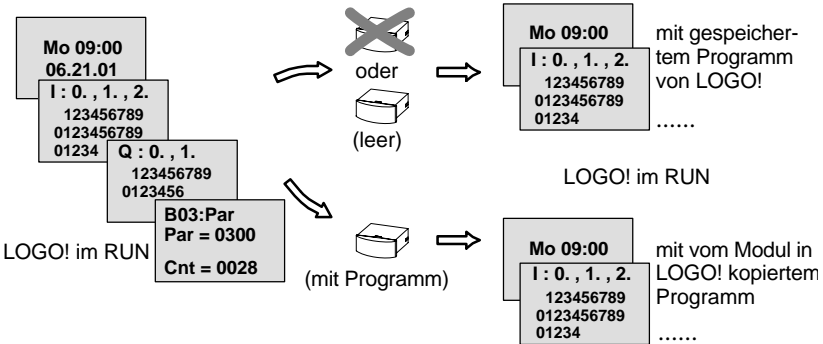 Mo 09:00
06.21.01
I : 0. , 1. , 2.
123456789
0123456789
01234
Q : 0. , 1.
123456789
0123456
B03:Par
Par = 0300
Cnt = 0028
LOGO! im RUN
oder
(leer)
(mit Programm)
Mo 09:00
I : 0. , 1. , 2.
123456789
0123456789
01234
mit gespeicher-
tem Programm
von LOGO!
......
LOGO! im RUN
Mo 09:00
I : 0. , 1. , 2.
123456789
0123456789
01234
mit vom Modul in
LOGO! kopiertem
Programm
......